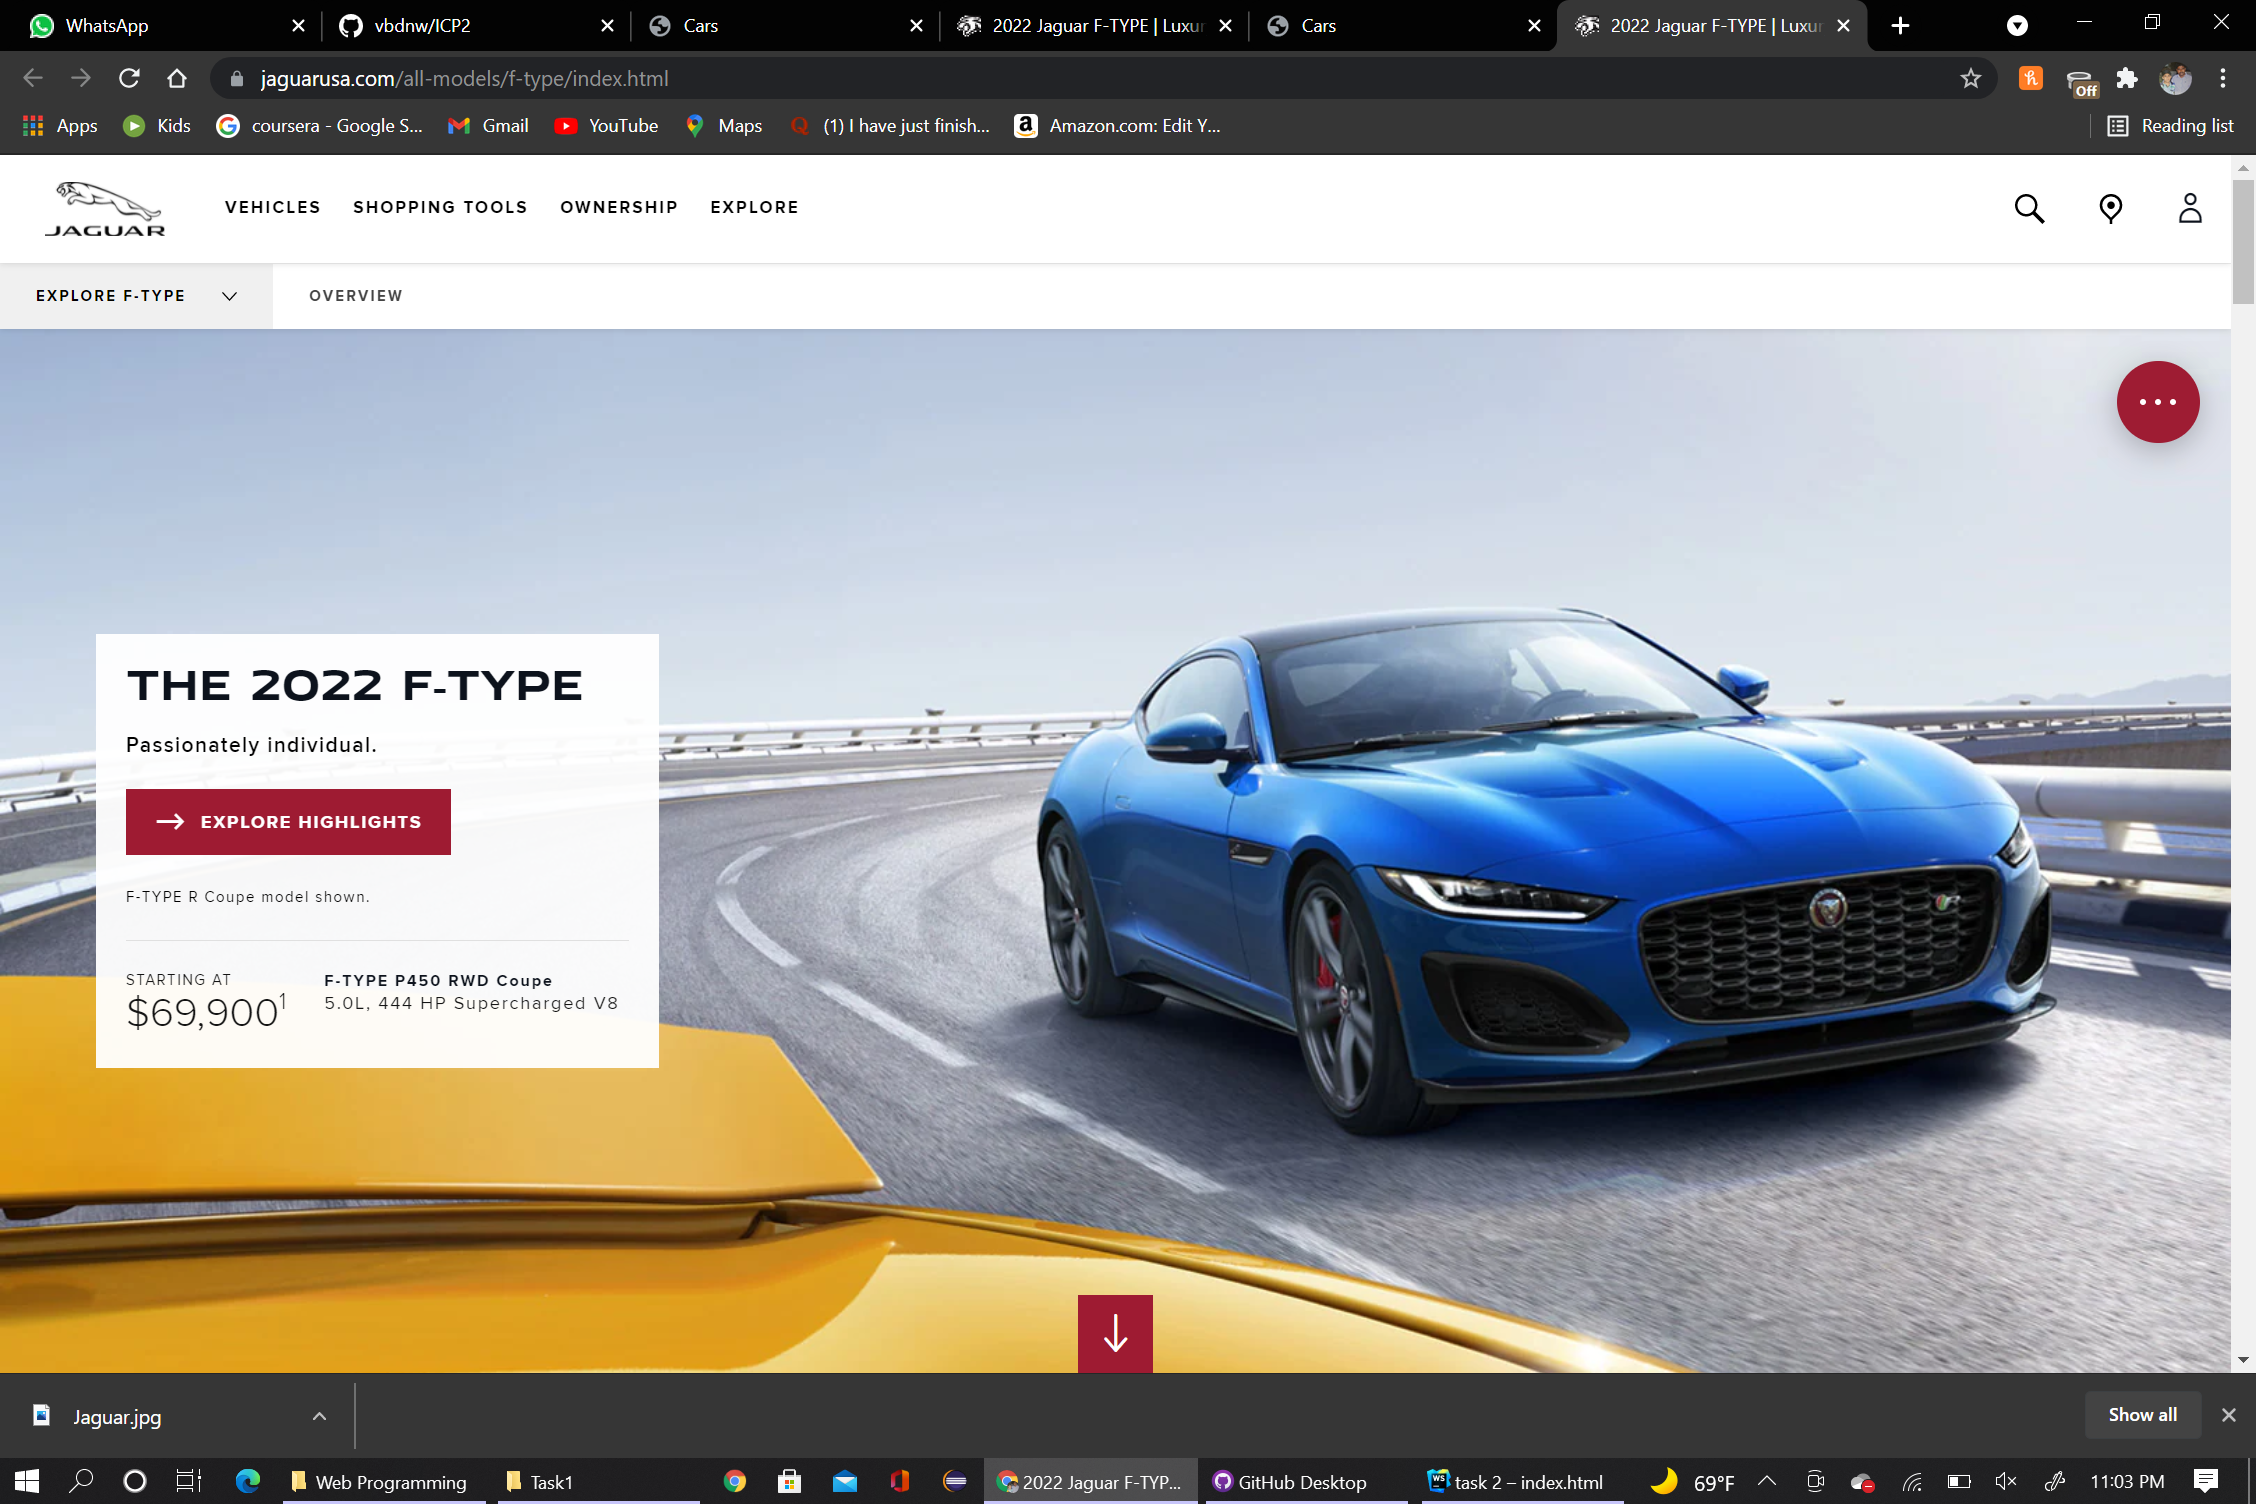 WhatsApp
vbdnw/ICP2
Cars
2022 Jaguar F-TYPE | Luxur
Cars
2022 Jaguar F-TYPE | Luxur
jaguarusa.com/all-models/f-type/index.html
Off
Apps
Kids
coursera - Google S...
Gmail
YouTube
Maps
(1) I have just finish...
Amazon.com: Edit Y...
Reading list
JAGUAR
VEHICLES
SHOPPING TOOLS
OWNERSHIP
EXPLORE
EXPLORE F-TYPE
OVERVIEW
THE 2022 F-TYPE
Passionately individual.
EXPLORE HIGHLIGHTS
F-TYPE R Coupe model shown.
STARTING AT
$69,900¹
F-TYPE P450 RWD Coupe
5.0L, 444 HP Supercharged V8
Jaguar.jpg
Show all
Web Programming
Task1
2022 Jaguar F-TYP...
GitHub Desktop
WS
task 2 – index.html
69°F
11:03 PM